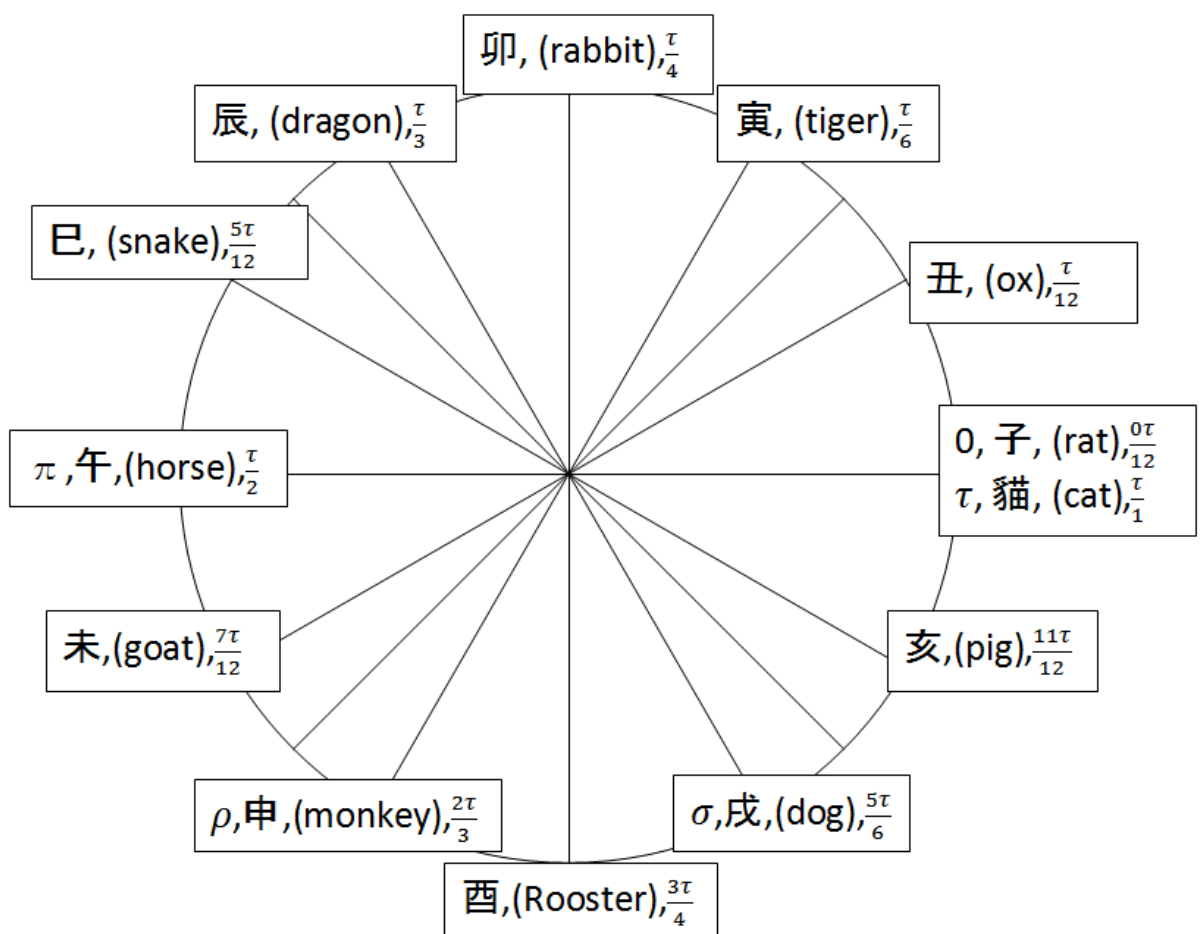 卯, (rabbit),τ/4
辰, (dragon),τ/3
寅, (tiger),τ/6
巳, (snake),5τ/12
丑, (ox),τ/12
π ,午,(horse),τ/2
0, 子, (rat),0τ/12
τ, 貓, (cat),τ/1
未,(goat),7τ/12
亥,(pig),11τ/12
ρ,申,(monkey),2τ/3
σ,戌,(dog),5τ/6
酉,(Rooster),3τ/4